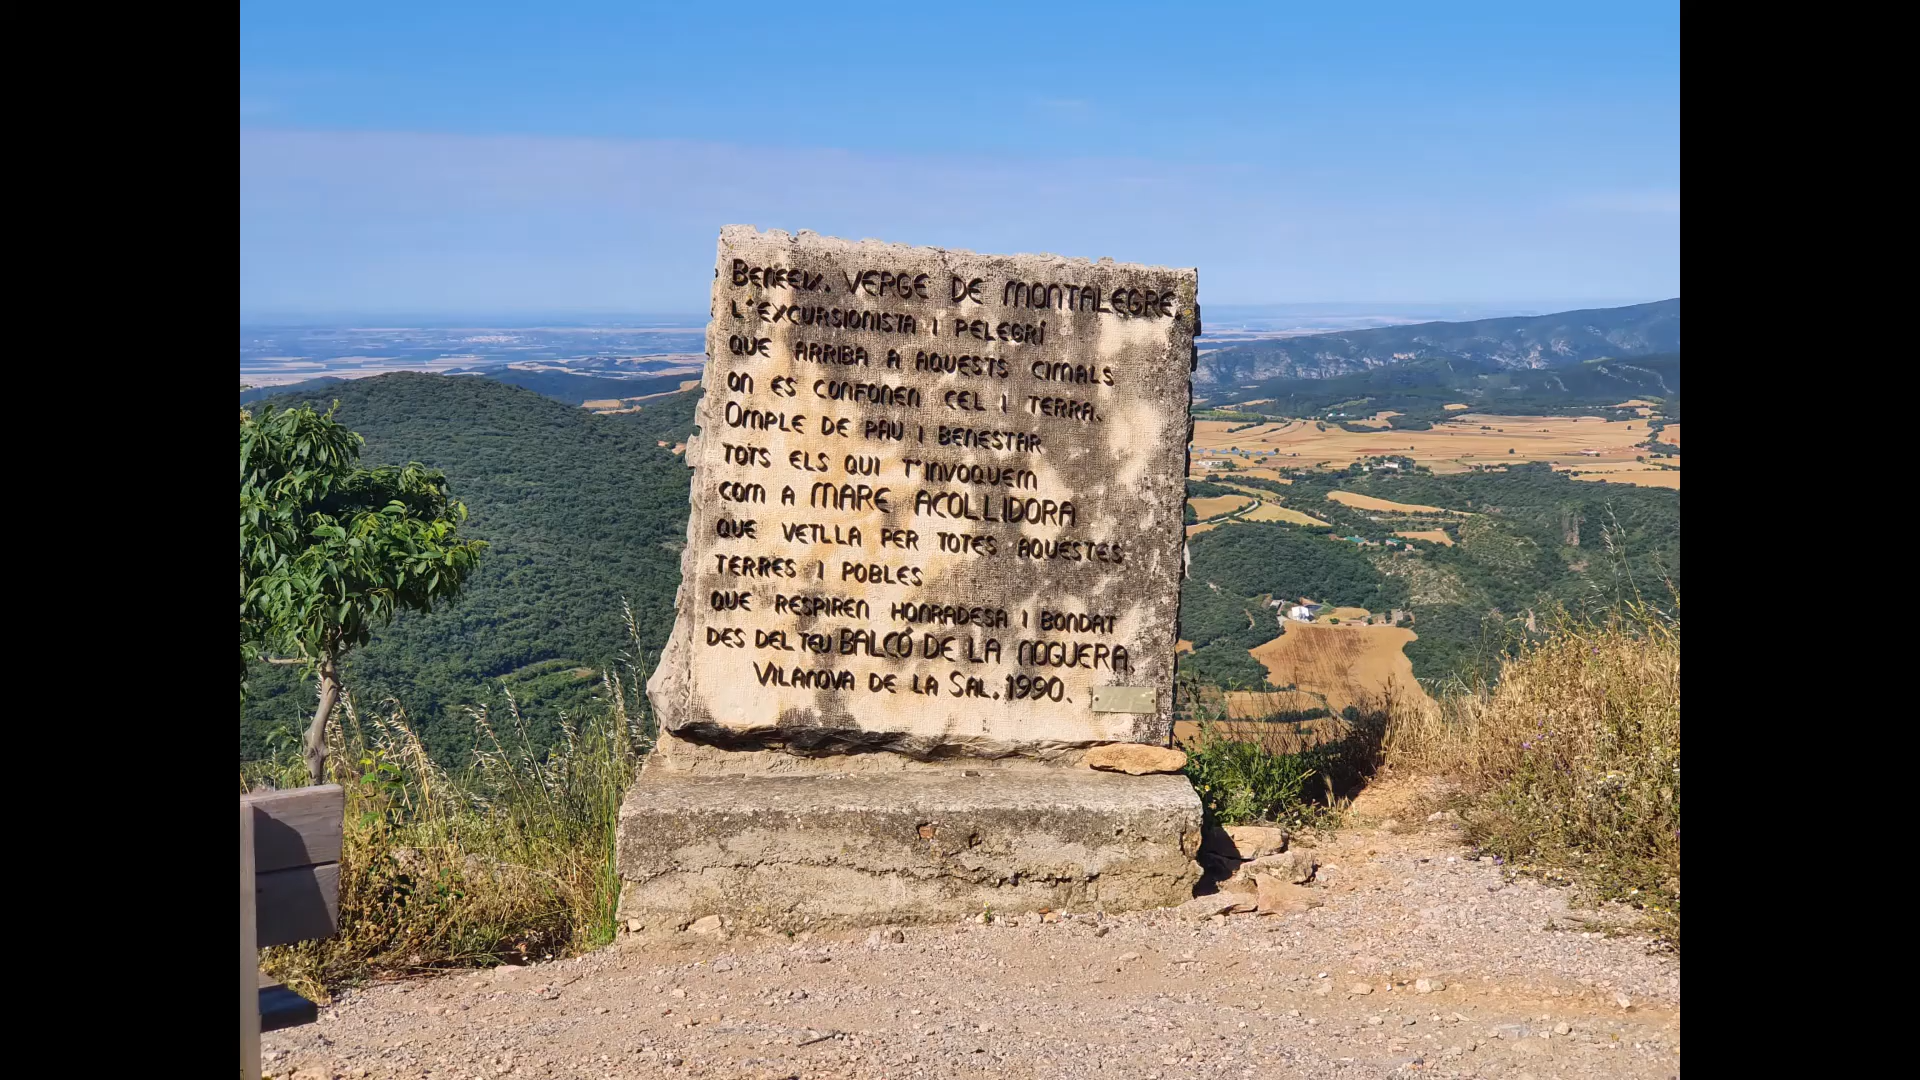 BENEEIX, VERGE DE MONTALEGRE,
L'EXCURSIONISTA I PELEGRÍ
QUE ARRIBA A AQUESTS CIMALS
ON ES CONFONEN CEL I TERRA.
OMPLE DE PAU I BENESTAR
TOTS ELS QUI T'INVOQUEM
COM A MARE ACOLLIDORA
QUE VETLLA PER TOTES AQUESTES
TERRES I POBLES
QUE RESPIREN HONRADESA I BONDAT
DES DEL TEU BALCÓ DE LA NOGUERA.
VILANOVA DE LA SAL. 1990.